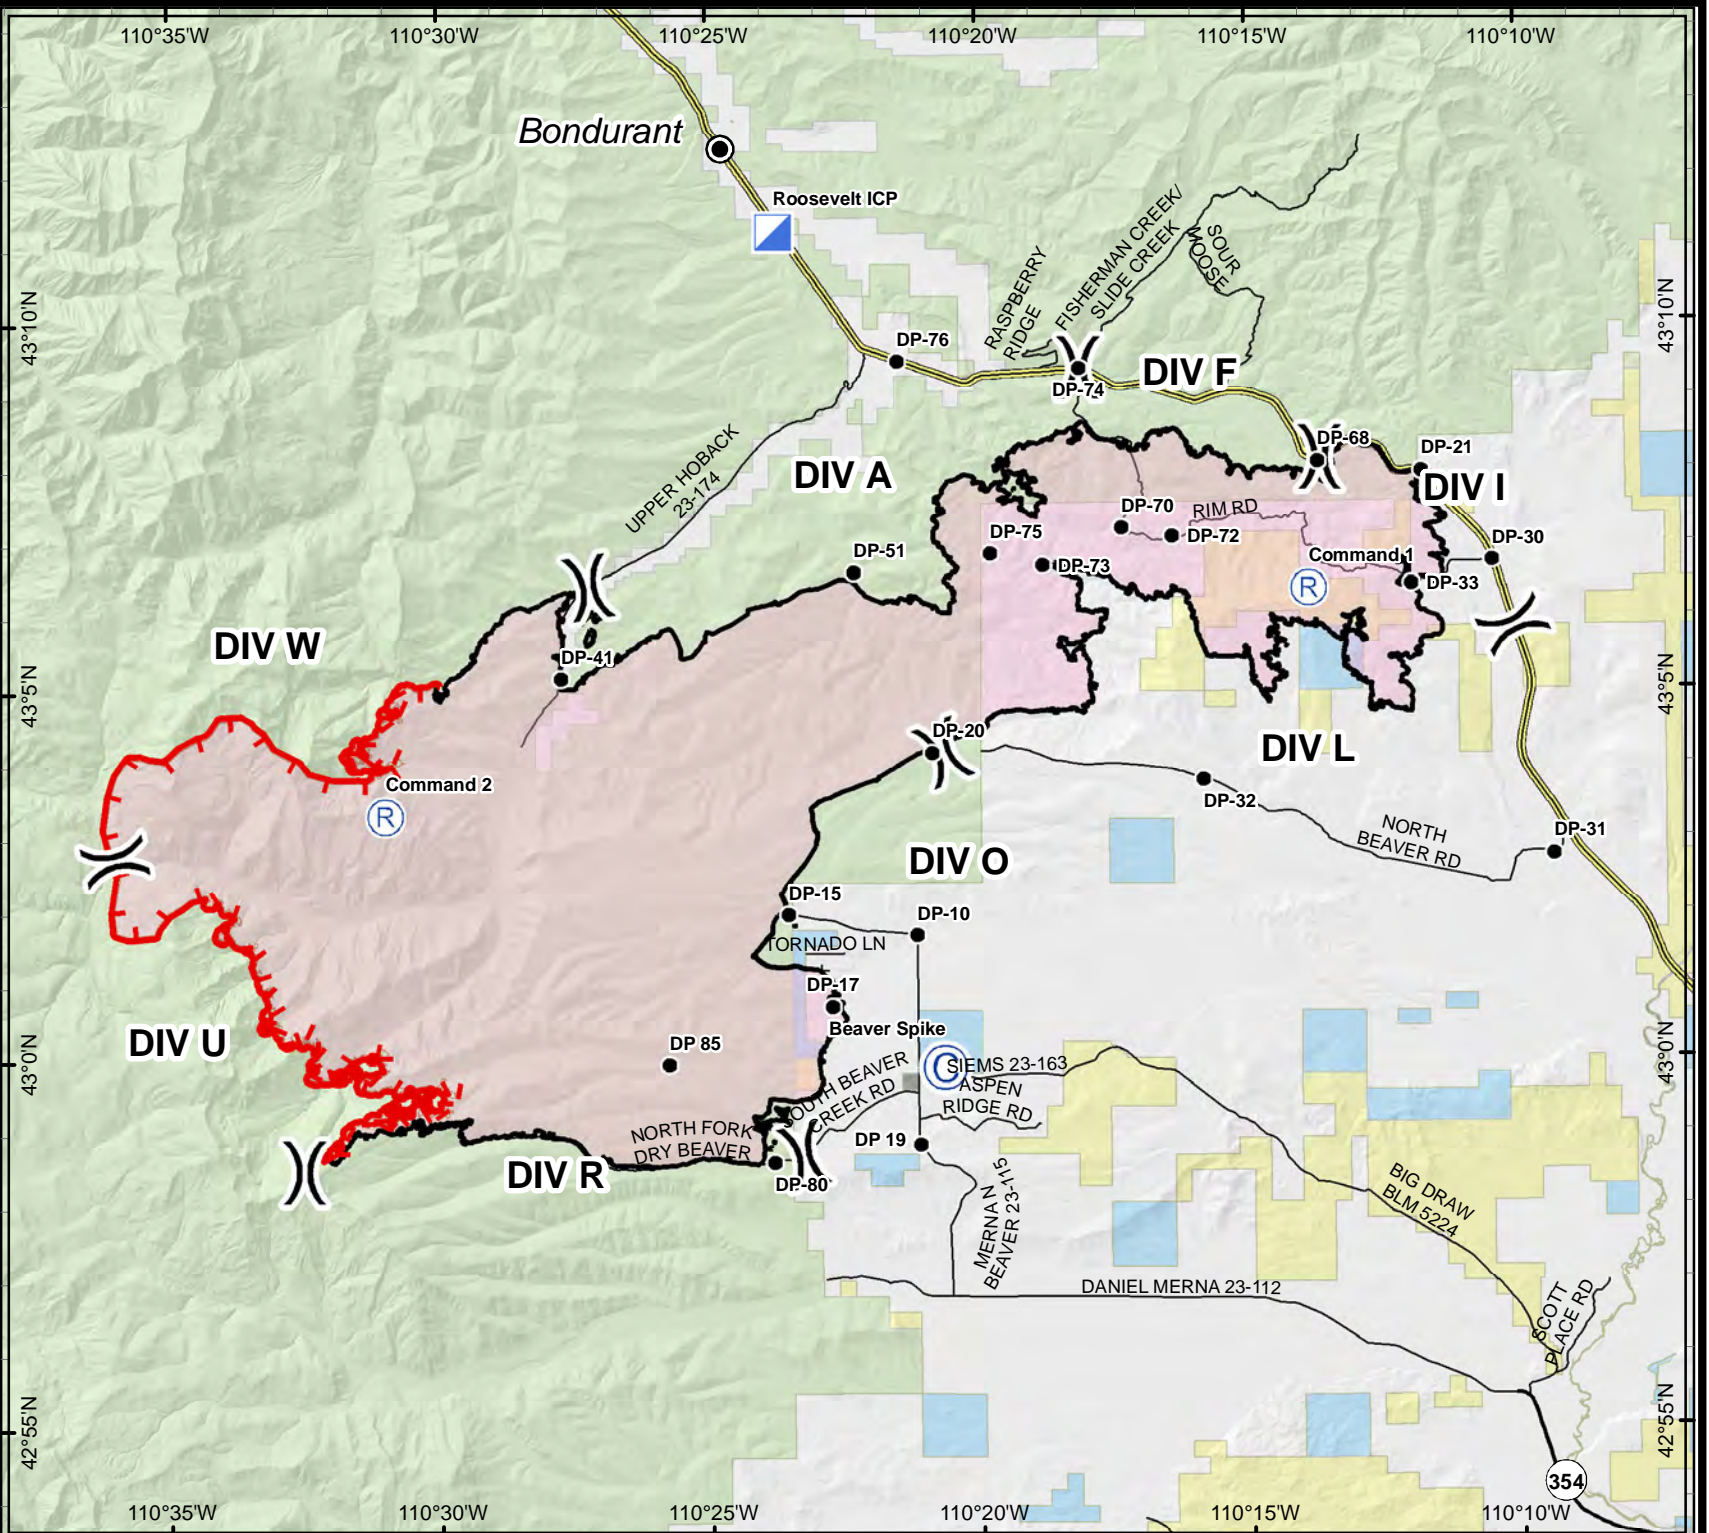 110°35'W
110°30'W
110°25'W
110°20'W
110°15'W
110°10'W
Bondurant
Roosevelt ICP
FISHERMAN CREEK/
SLIDE CREEK
SOUR
MOOSE
RASPBERRY
RIDGE
43°10'N
43°10'N
DP-76
DIV F
DP-74
DP-68
DP-21
DIV A
DIV I
UPPER HOBACK
23-174
DP-70
RIM RD
DP-75
DP-72
DP-30
DP-51
DP-73
Command 1
R
DP-33
DIV W
DP-41
43°5'N
43°5'N
DP-20
DIV L
Command 2
R
DP-32
NORTH
BEAVER RD
DP-31
DIV O
DP-15
DP-10
TORNADO LN
DP-17
Beaver Spike
DIV U
DP 85
43°0'N
43°0'N
C
SIEMS 23-163
SOUTH BEAVER
CREEK RD
ASPEN
RIDGE RD
NORTH FORK
DRY BEAVER
DP 19
DIV R
DP-80
MERNA N
BEAVER 23-115
BIG DRAW
BLM 5224
DANIEL MERNA 23-112
SCOTT
PLACE RD
42°55'N
42°55'N
354
110°35'W
110°30'W
110°25'W
110°20'W
110°15'W
110°10'W